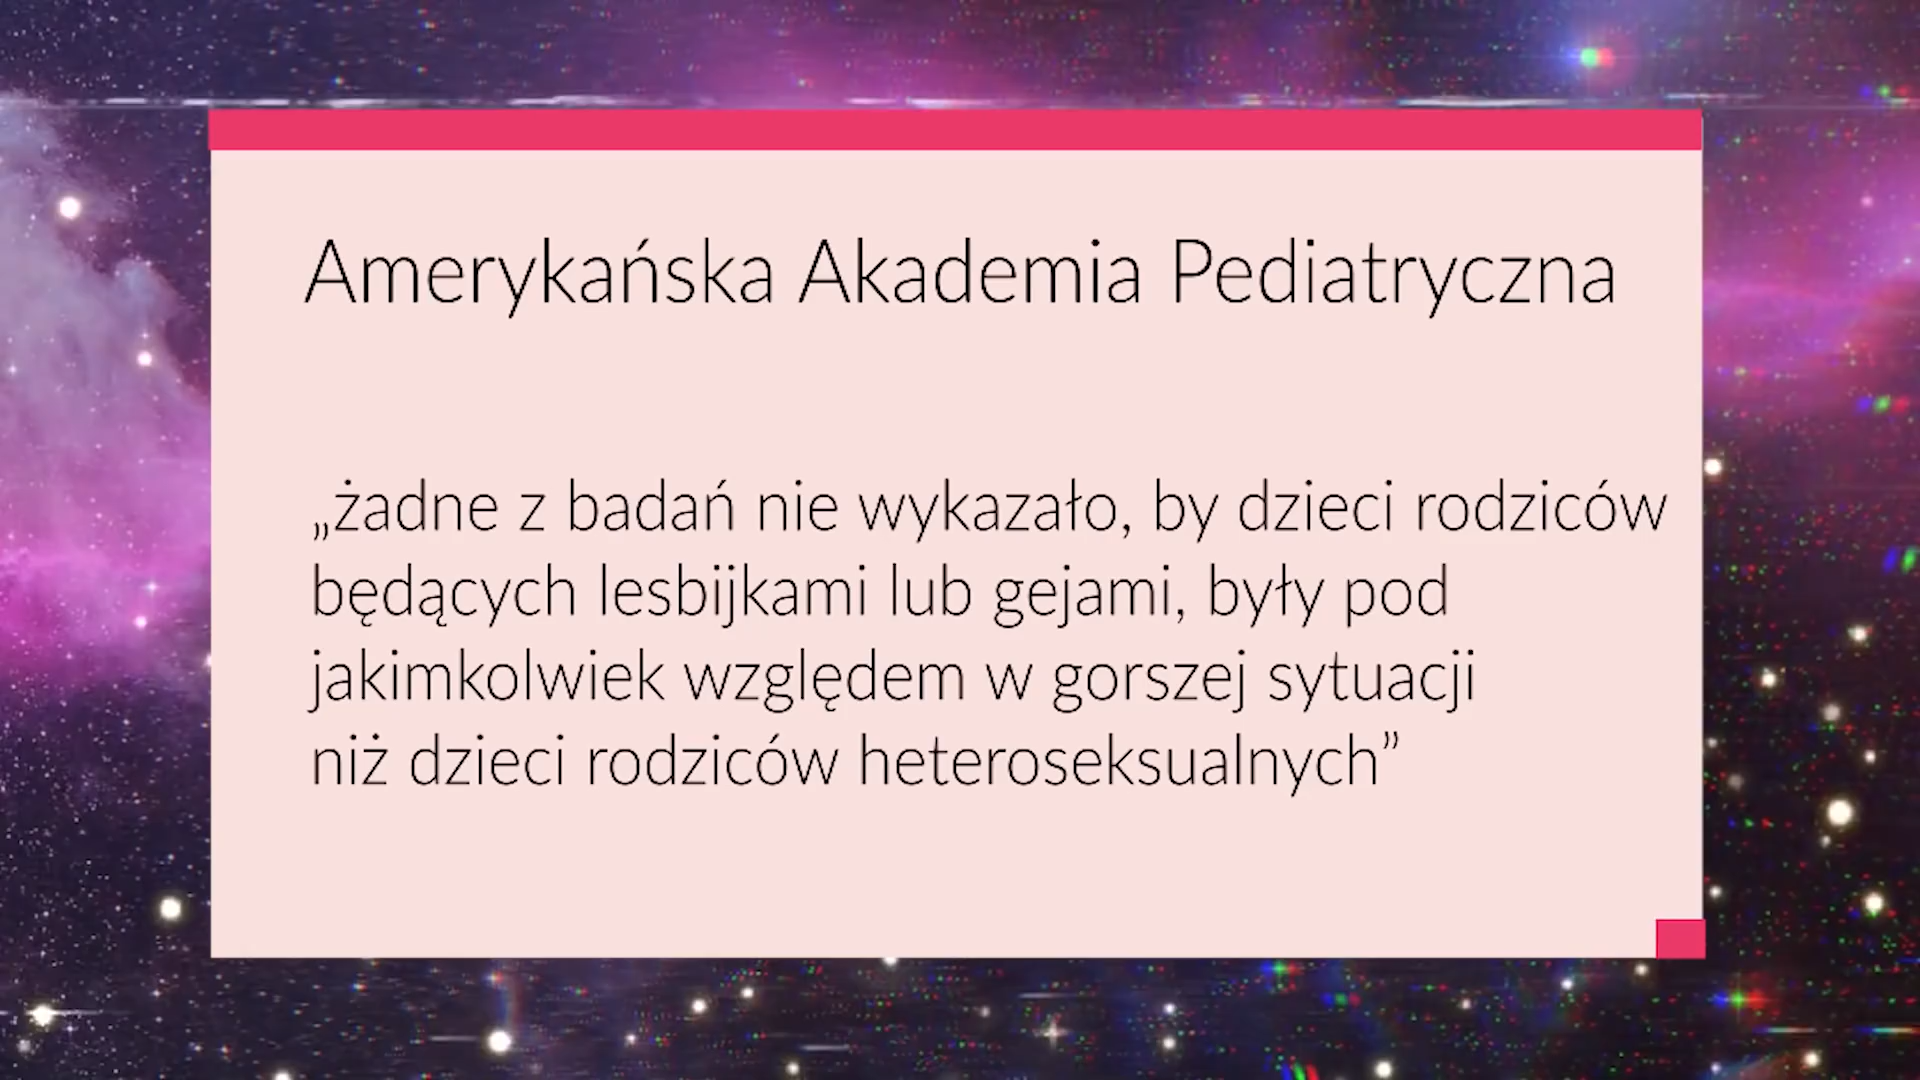 Amerykańska Akademia Pediatryczna
„żadne z badań nie wykazało, by dzieci rodziców
będących lesbijkami lub gejami, były pod
jakimkolwiek względem w gorszej sytuacji
niż dzieci rodziców heteroseksualnych”